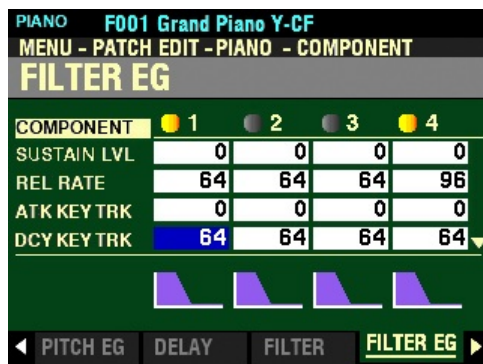 PIANO F001 Grand Piano Y-CF
MENU - PATCH EDIT - PIANO - COMPONENT
FILTER EG
COMPONENT 1 2 3 4
SUSTAIN LVL 0 0 0 0
REL RATE 64 64 64 96
ATK KEY TRK 0 0 0 0
DCY KEY TRK 64 64 64 64
PITCH EG DELAY FILTER FILTER EG